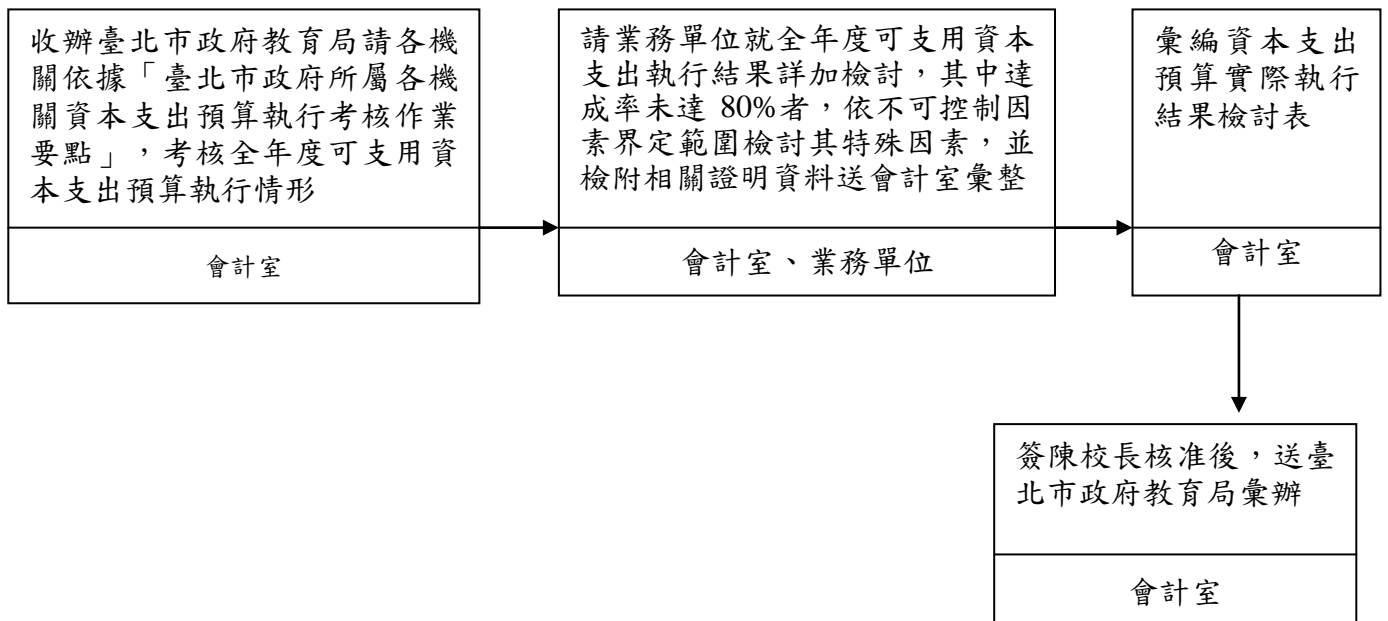 收辦臺北市政府教育局請各機
關依據「臺北市政府所屬各機
關資本支出預算執行考核作業
要點」,考核全年度可支用資
本支出預算執行情形
會計室
請業務單位就全年度可支用資本
支出執行結果詳加檢討,其中達
成率未達 80%者,依不可控制因
素界定範圍檢討其特殊因素,並
檢附相關證明資料送會計室彙整
會計室、業務單位
彙編資本支出
預算實際執行
結果檢討表
會計室
簽陳校長核准後,送臺
北市政府教育局彙辦
會計室